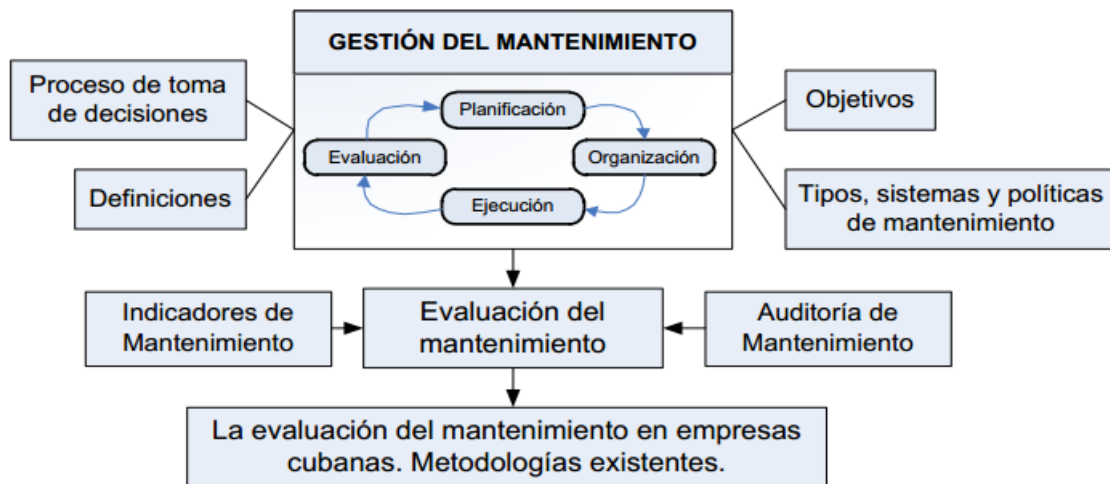 GESTIÓN DEL MANTENIMIENTO
Proceso de toma
de decisiones
Definiciones
Planificación
Evaluación
Organización
Ejecución
Objetivos
Tipos, sistemas y políticas
de mantenimiento
Indicadores de
Mantenimiento
Evaluación del
mantenimiento
Auditoría de
Mantenimiento
La evaluación del mantenimiento en empresas
cubanas. Metodologías existentes.